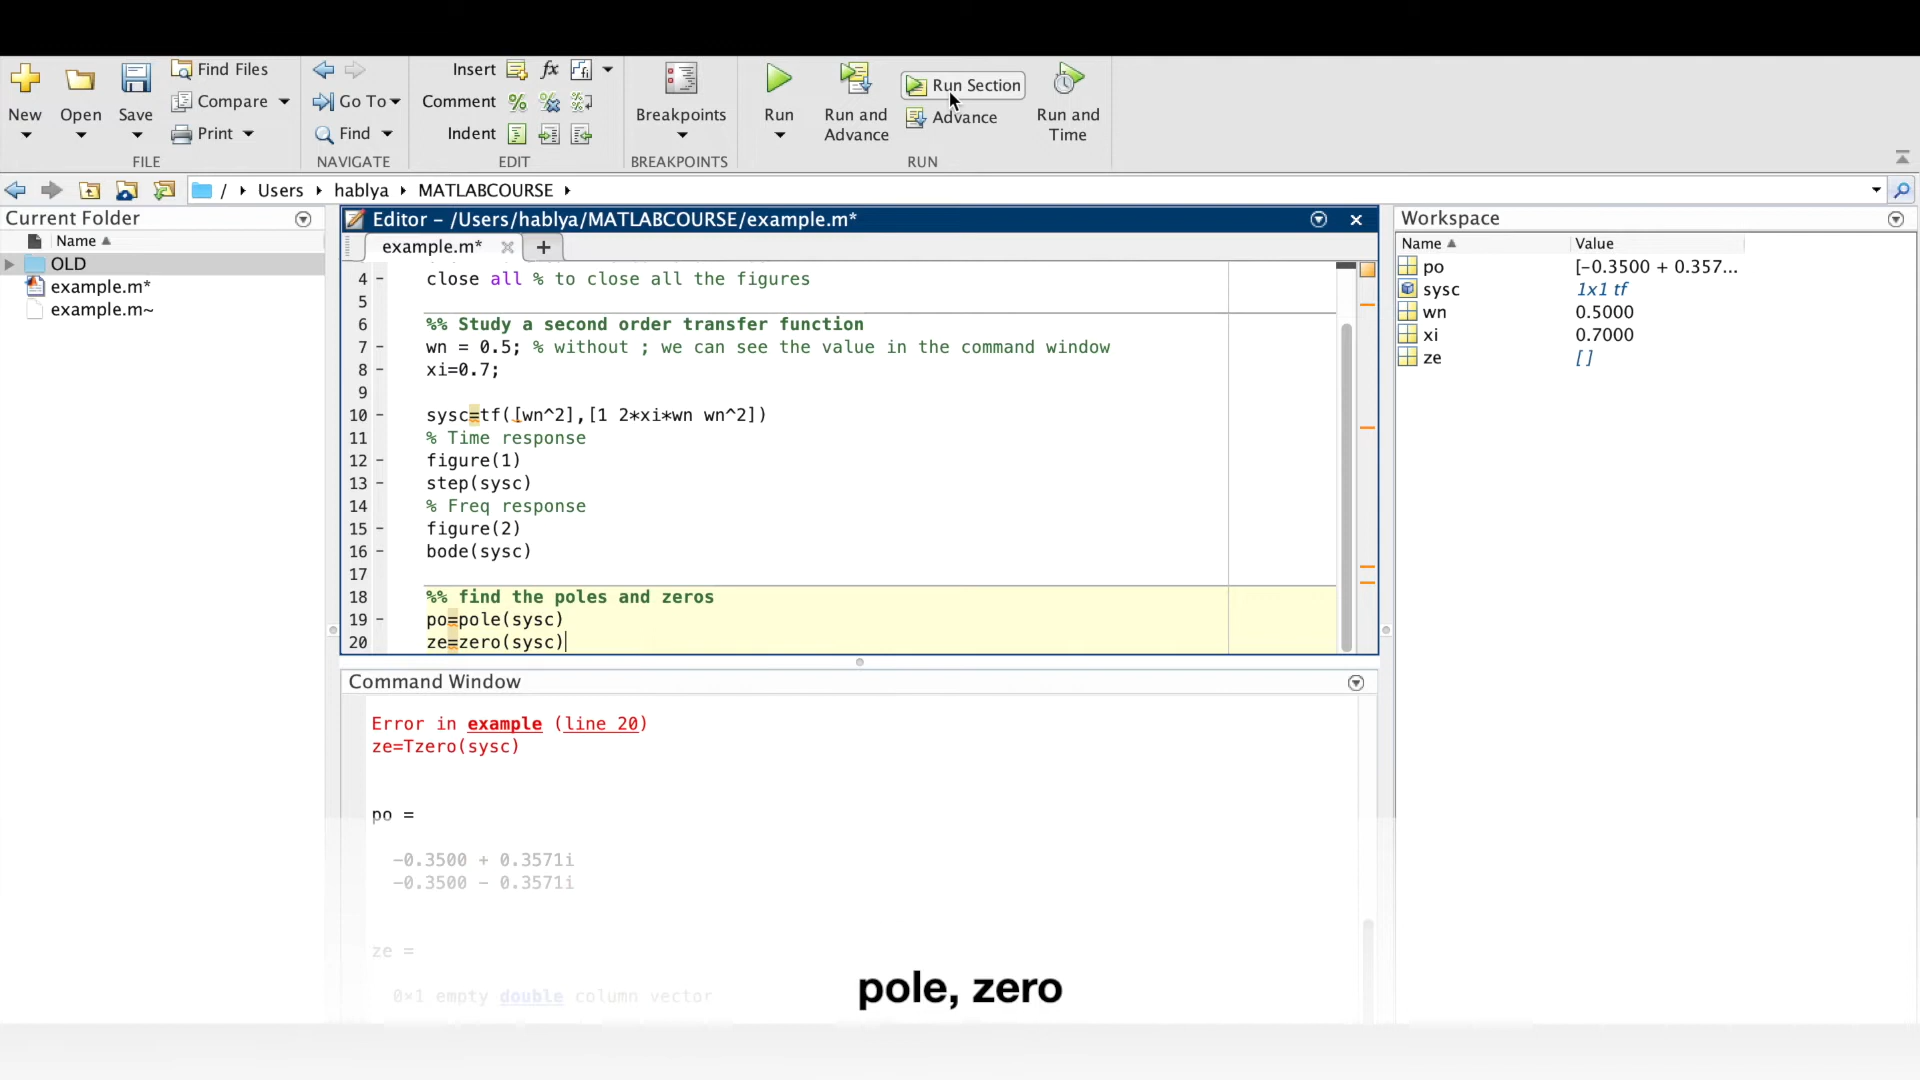 New
Open
Save
Find Files
Compare
Print
FILE
Go To
Find
NAVIGATE
Insert
fx
Comment
Indent
EDIT
Breakpoints
BREAKPOINTS
Run
Run and
Advance
Run Section
Advance
Run and
Time
RUN
/ Users hablya MATLABCOURSE
Current Folder
Name
OLD
example.m*
example.m~
Editor – /Users/hablya/MATLABCOURSE/example.m*
example.m*
4 – close all % to close all the figures
5
6 %% Study a second order transfer function
7 – wn = 0.5; % without ; we can see the value in the command window
8 – xi=0.7;
9
10 – sysc=tf([wn^2],[1 2*xi*wn wn^2])
11 % Time response
12 – figure(1)
13 – step(sysc)
14 % Freq response
15 – figure(2)
16 – bode(sysc)
17
18 %% find the poles and zeros
19 – po=pole(sysc)
20 ze=zero(sysc)
Command Window
Error in example (line 20)
ze=Tzero(sysc)
po =
-0.3500 + 0.3571i
-0.3500 - 0.3571i
ze =
0×1 empty double column vector
Workspace
Name Value
po [-0.3500 + 0.357...
sysc 1x1 tf
wn 0.5000
xi 0.7000
ze []
pole, zero